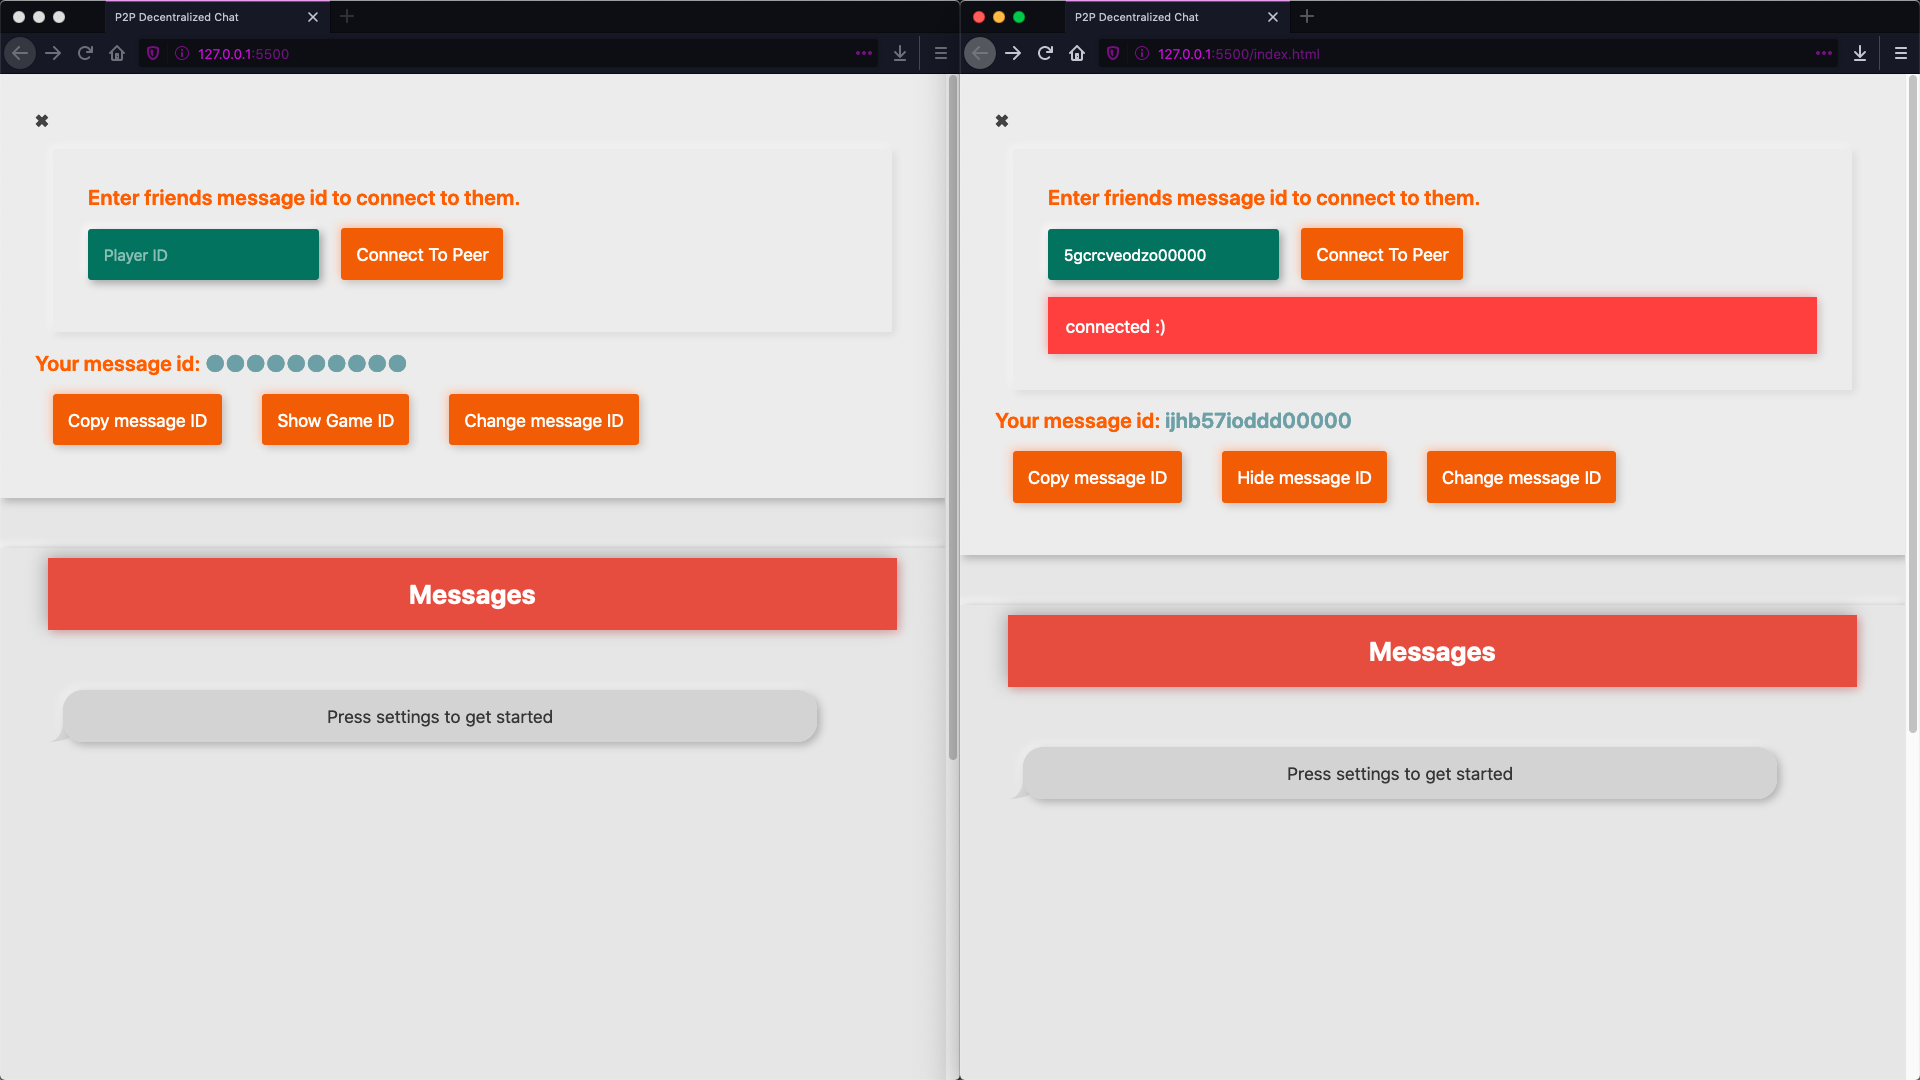 P2P Decentralized Chat
127.0.0.1:5500
✖
Enter friends message id to connect to them.
Player ID
Connect To Peer
Your message id: ●●●●●●●●●●
Copy message ID
Show Game ID
Change message ID
Messages
Press settings to get started
P2P Decentralized Chat
127.0.0.1:5500/index.html
✖
Enter friends message id to connect to them.
5gcrcveodzo00000
Connect To Peer
connected :)
Your message id: ijhb57ioddd00000
Copy message ID
Hide message ID
Change message ID
Messages
Press settings to get started